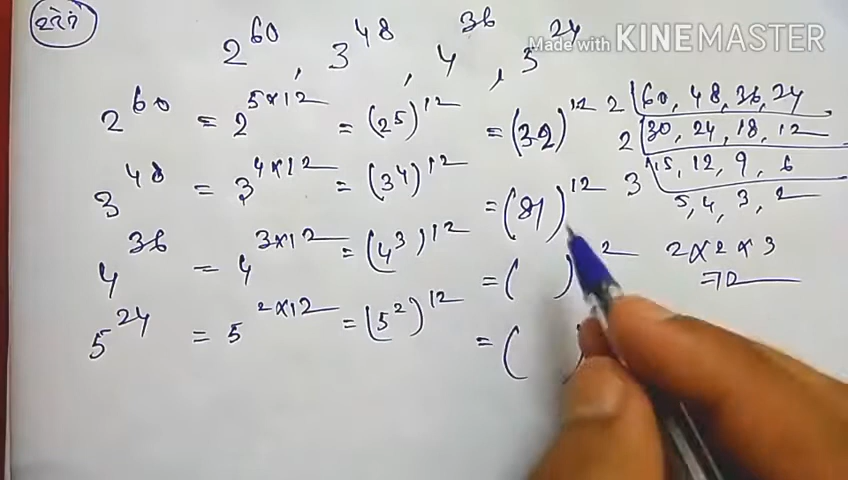 ২২৭
2^60, 3^48, 4^36, 5^24
Made with KINEMASTER
2^60 = 2^5×12 = (2^5)^12 = (32)^12
3^48 = 3^4×12 = (3^4)^12 = (81)^12
4^36 = 4^3×12 = (4^3)^12 = ( )^12
5^24 = 5^2×12 = (5^2)^12 = ( )
2 | 60, 48, 36, 24
2 | 30, 24, 18, 12
3 | 15, 12, 9, 6
5, 4, 3, 2
2×2×3
=12